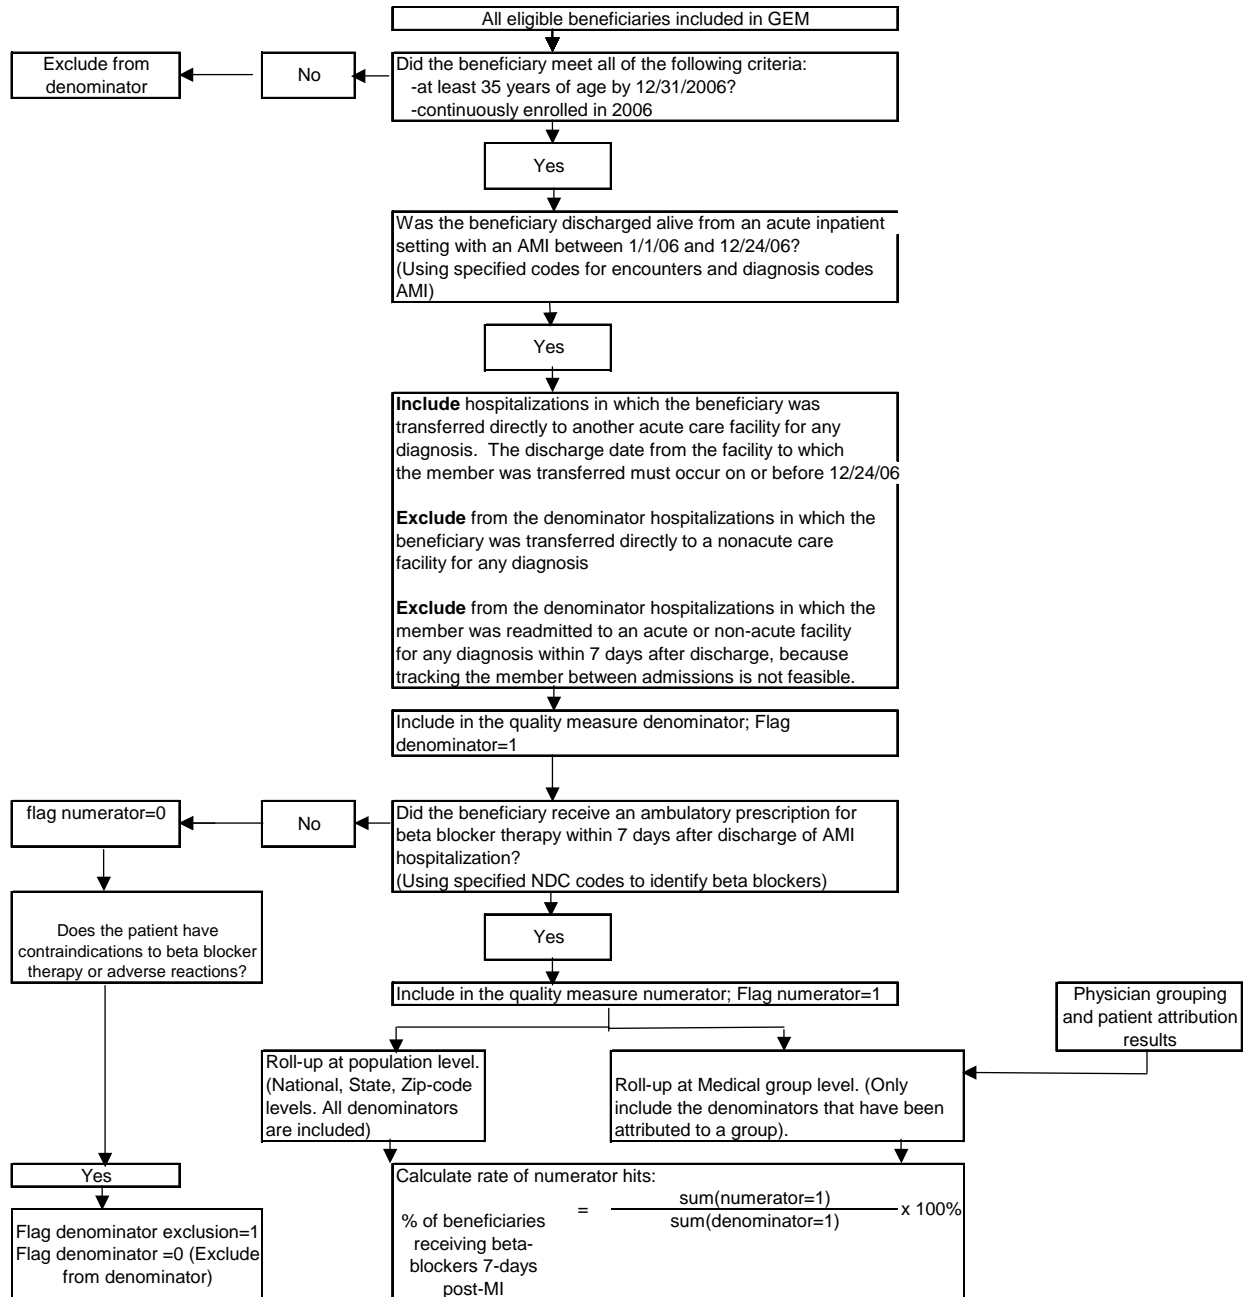 All eligible beneficiaries included in GEM
Exclude from
denominator
No
Did the beneficiary meet all of the following criteria:
-at least 35 years of age by 12/31/2006?
-continuously enrolled in 2006
Yes
Was the beneficiary discharged alive from an acute inpatient
setting with an AMI between 1/1/06 and 12/24/06?
(Using specified codes for encounters and diagnosis codes
AMI)
Yes
Include hospitalizations in which the beneficiary was
transferred directly to another acute care facility for any
diagnosis.  The discharge date from the facility to which
the member was transferred must occur on or before 12/24/06
Exclude from the denominator hospitalizations in which the
beneficiary was transferred directly to a nonacute care
facility for any diagnosis
Exclude from the denominator hospitalizations in which the
member was readmitted to an acute or non-acute facility
for any diagnosis within 7 days after discharge, because
tracking the member between admissions is not feasible.
Include in the quality measure denominator; Flag
denominator=1
flag numerator=0
No
Did the beneficiary receive an ambulatory prescription for
beta blocker therapy within 7 days after discharge of AMI
hospitalization?
(Using specified NDC codes to identify beta blockers)
Does the patient have
contraindications to beta blocker
therapy or adverse reactions?
Yes
Include in the quality measure numerator; Flag numerator=1
Physician grouping
and patient attribution
results
Roll-up at population level.
(National, State, Zip-code
levels. All denominators
are included)
Roll-up at Medical group level. (Only
include the denominators that have been
attributed to a group).
Yes
Flag denominator exclusion=1
Flag denominator =0 (Exclude
from denominator)
Calculate rate of numerator hits:
% of beneficiaries
receiving beta-
blockers 7-days
post-MI
=
sum(numerator=1)
sum(denominator=1)
x 100%